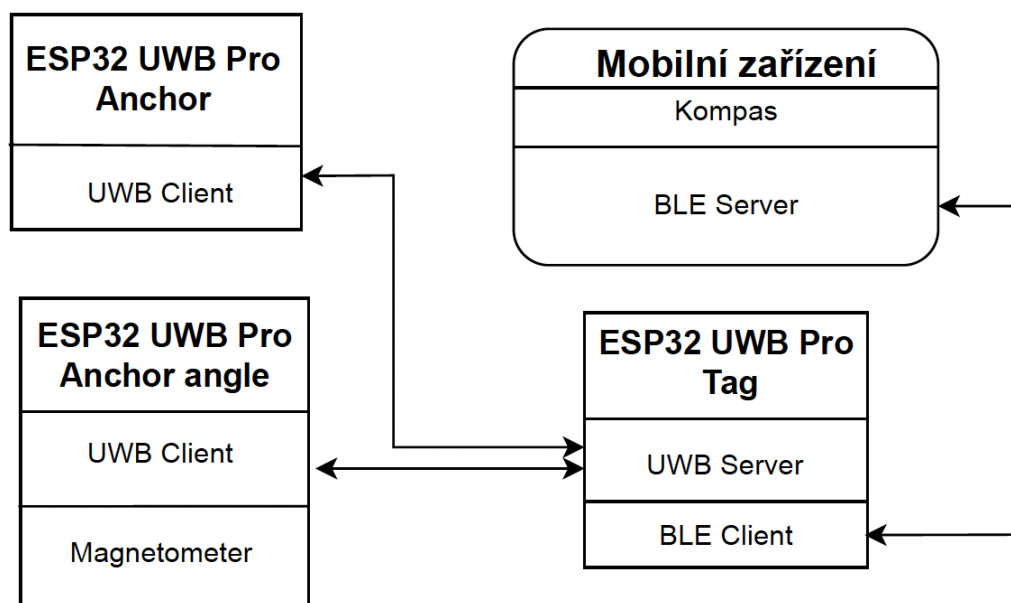 ESP32 UWB Pro
Anchor
UWB Client
Mobilní zařízení
Kompas
BLE Server
ESP32 UWB Pro
Anchor angle
UWB Client
Magnetometer
ESP32 UWB Pro
Tag
UWB Server
BLE Client